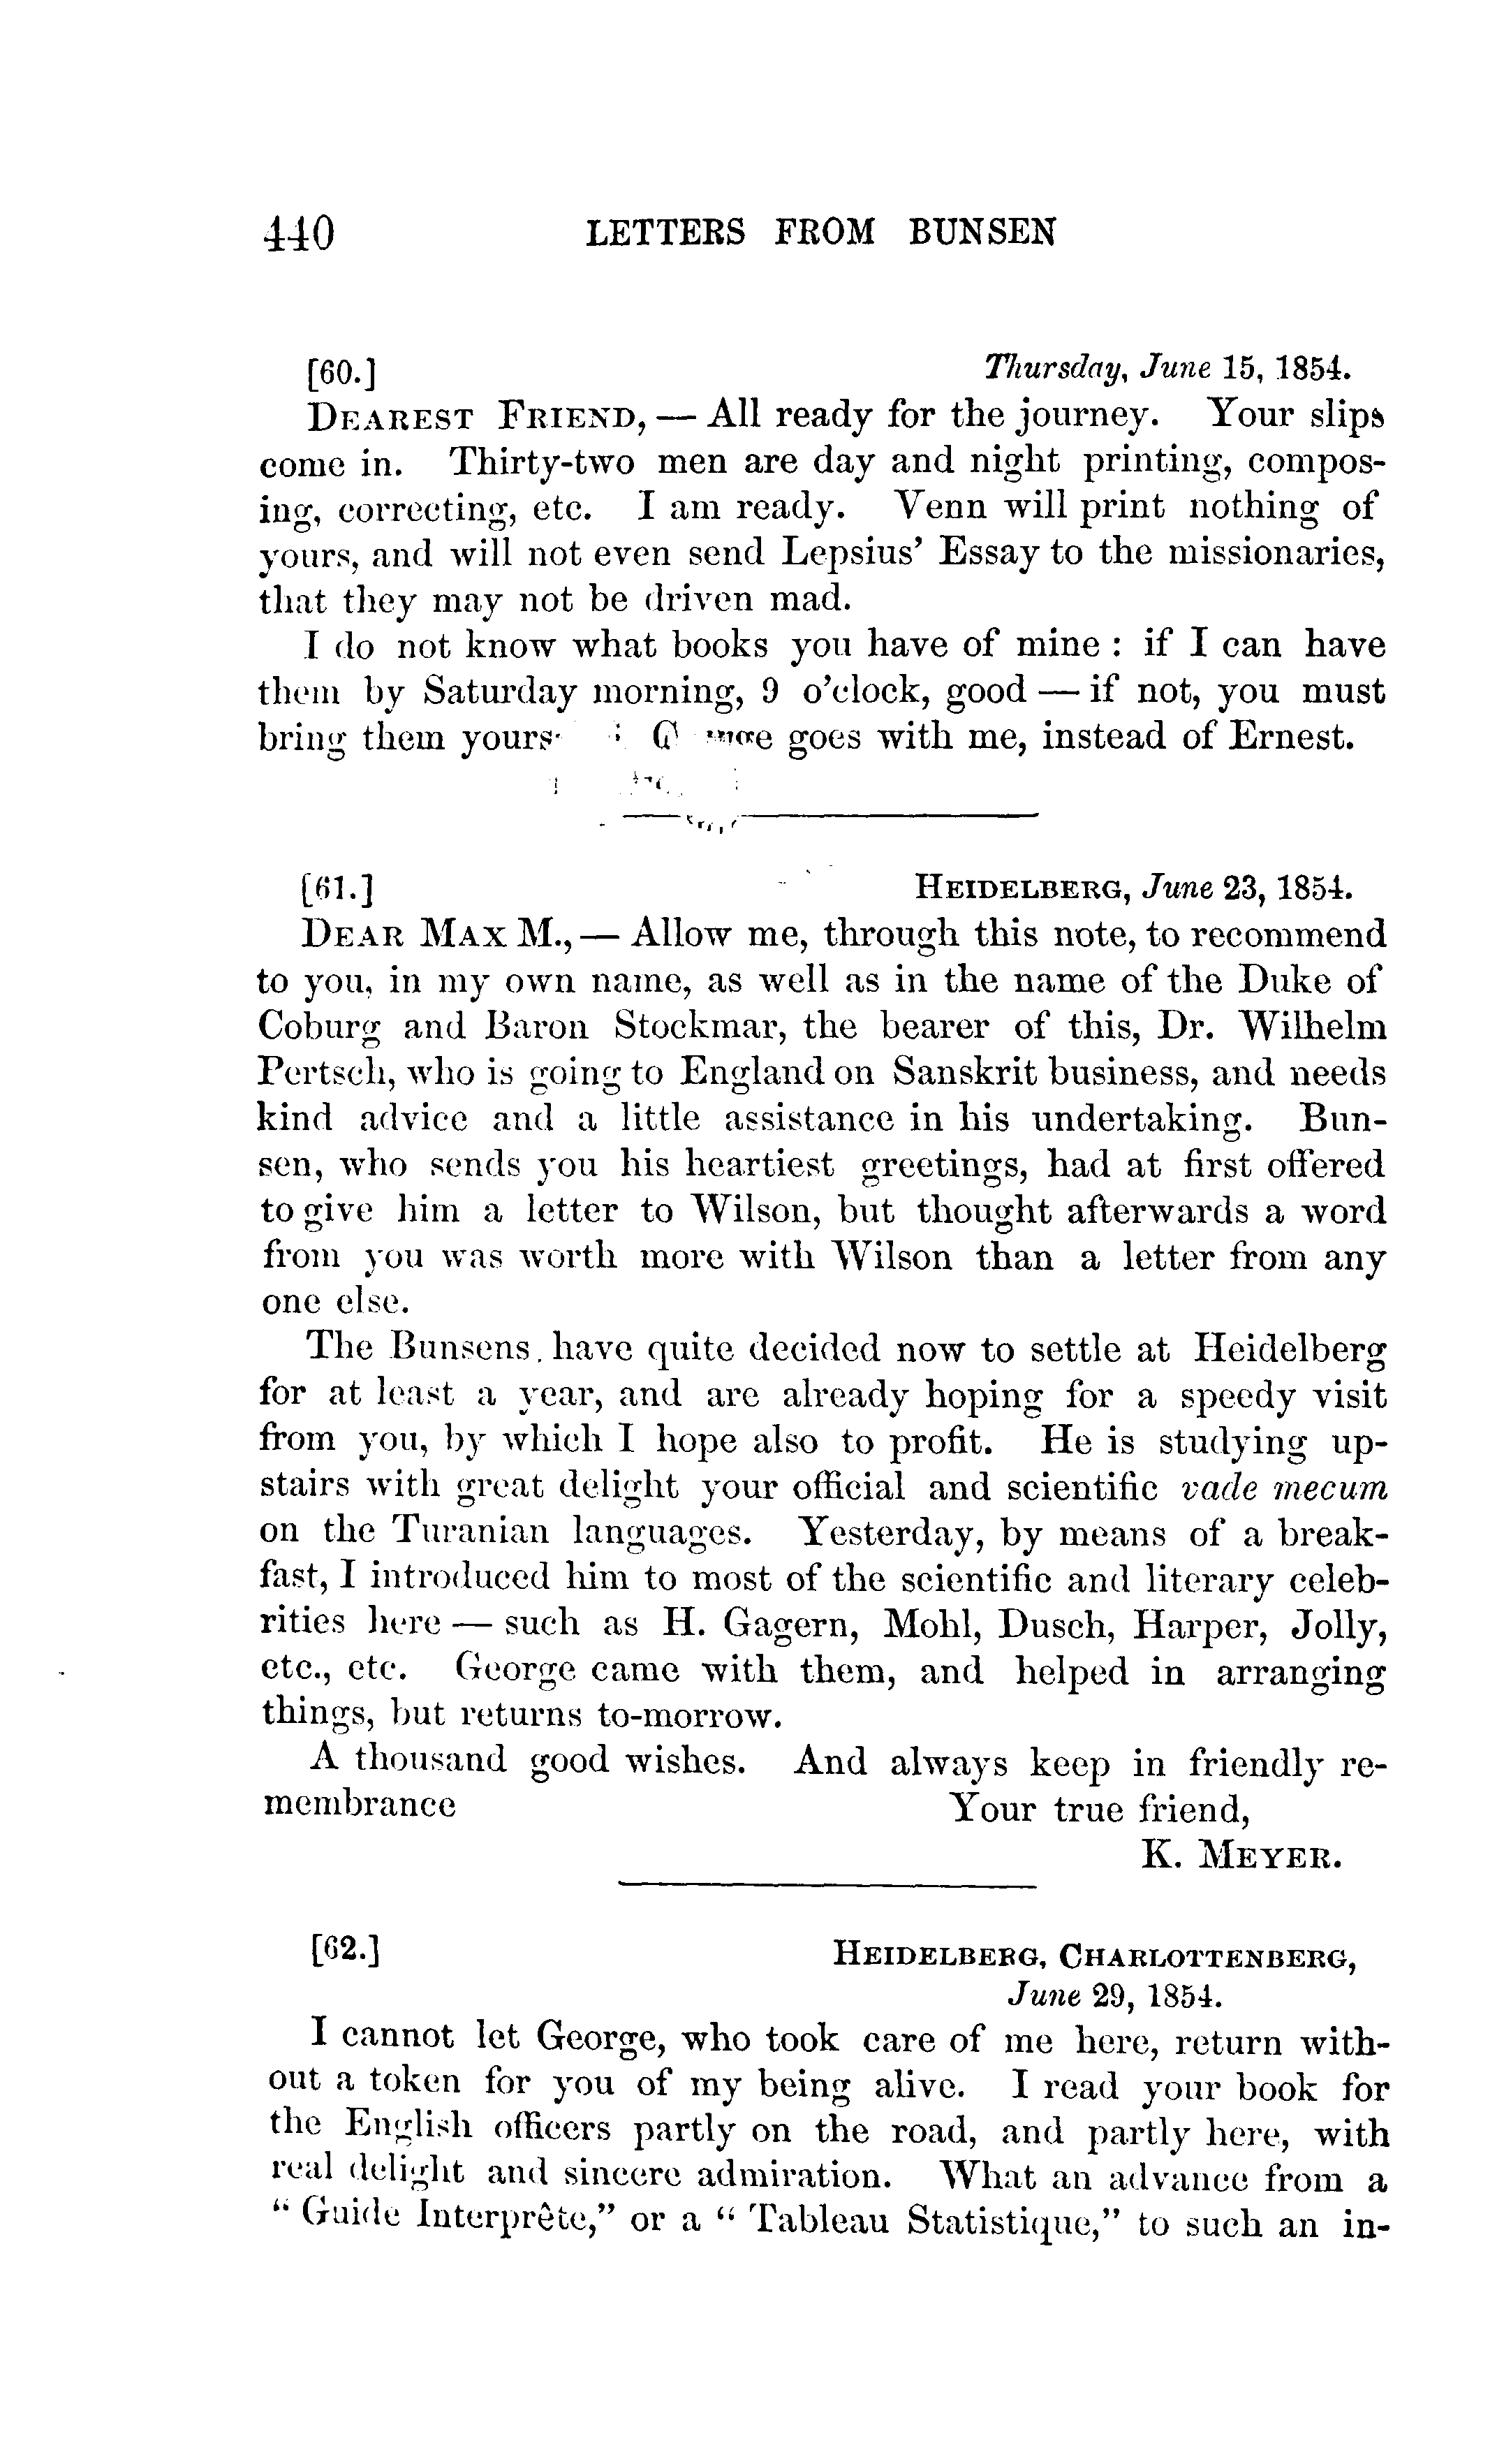 440 LETTERS FROM BUNSEN
[60.] Thursday, June 15, 1854.
DEAREST FRIEND, — All ready for the journey. Your slips
come in. Thirty-two men are day and night printing, compos-
ing, correcting, etc. I am ready. Venn will print nothing of
yours, and will not even send Lepsius’ Essay to the missionaries,
that they may not be driven mad.
I do not know what books you have of mine : if I can have
them by Saturday morning, 9 o’clock, good — if not, you must
bring them goes with me, instead of Ernest.
[61.] HEIDELBERG, June 23, 1854.
DEAR MAX M., — Allow me, through this note, to recommend
to you, in my own name, as well as in the name of the Duke of
Coburg and Baron Stockmar, the bearer of this, Dr. Wilhelm
Pertsch, who is going to England on Sanskrit business, and needs
kind advice and a little assistance in his undertaking. Bun-
sen, who sends you his heartiest greetings, had at first offered
to give him a letter to Wilson, but thought afterwards a word
from you was worth more with Wilson than a letter from any
one else.
The Bunsens have quite decided now to settle at Heidelberg
for at least a year, and are already hoping for a speedy visit
from you, by which I hope also to profit. He is studying up-
stairs with great delight your official and scientific vade mecum
on the Turanian languages. Yesterday, by means of a break-
fast, I introduced him to most of the scientific and literary celeb-
rities here — such as H. Gagern, Mohl, Dusch, Harper, Jolly,
etc., etc. George came with them, and helped in arranging
things, but returns to-morrow.
A thousand good wishes. And always keep in friendly re-
membrance Your true friend,
K. MEYER.
[62.] HEIDELBERG, CHARLOTTENBERG,
June 29, 1854.
I cannot let George, who took care of me here, return with-
out a token for you of my being alive. I read your book for
the English officers partly on the road, and partly here, with
real delight and sincere admiration. What an advance from a
“ Guide Interprête,” or a “ Tableau Statistique,” to such an in-